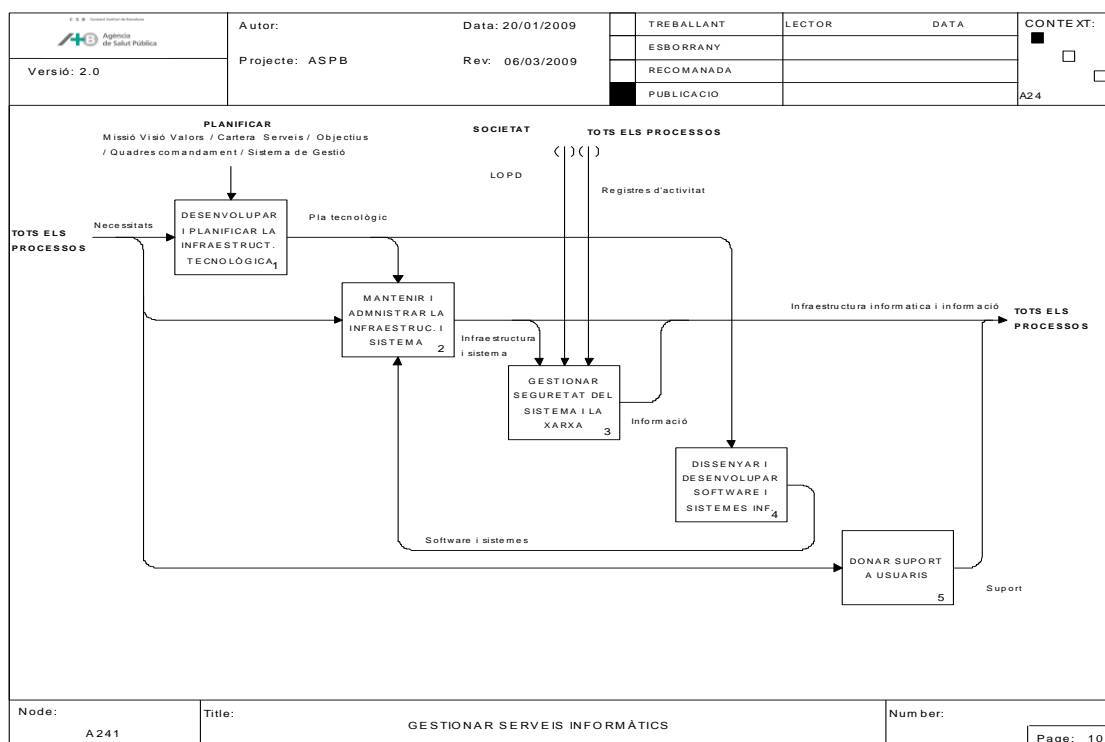 C S B Consorci Sanitari de Barcelona
Agència
de Salut Pública
Versió: 2.0
Autor:
Data: 20/01/2009
Projecte: ASPB
Rev: 06/03/2009
TREBALLANT
ESBORRANY
RECOMANADA
PUBLICACIO
LECTOR
DATA
CONTEXT:
A24
PLANIFICAR
Missió Visió Valors / Cartera Serveis / Objectius
/ Quadres comandament / Sistema de Gestió
SOCIETAT
TOTS ELS PROCESSOS
( ) ( )
LOPD
Registres d'activitat
TOTS ELS
PROCESSOS
Necessitats
DESENVOLUPAR
I PLANIFICAR LA
INFRAESTRUCT.
TECNOLÒGICA
1
Pla tecnològic
MANTENIR I
ADMNISTRAR LA
INFRAESTRUC. I
SISTEMA
2
Infraestructura
i sistema
Infraestructura informatica i informació
TOTS ELS
PROCESSOS
GESTIONAR
SEGURETAT DEL
SISTEMA I LA
XARXA
3
Informació
DISSENYAR I
DESENVOLUPAR
SOFTWARE I
SISTEMES INF.
4
Software i sistemes
DONAR SUPORT
A USUARIS
5
Suport
Node:
A241
Title:
GESTIONAR SERVEIS INFORMÀTICS
Number:
Page: 10